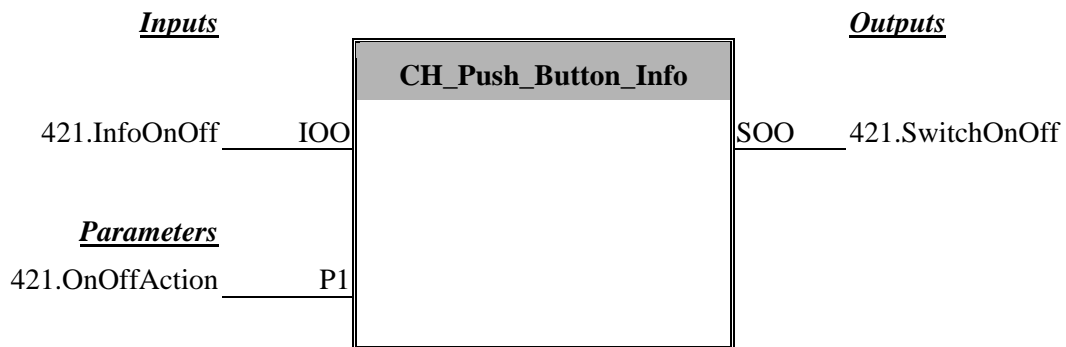 Inputs
Outputs
CH_Push_Button_Info
421.InfoOnOff IOO
SOO 421.SwitchOnOff
Parameters
421.OnOffAction P1